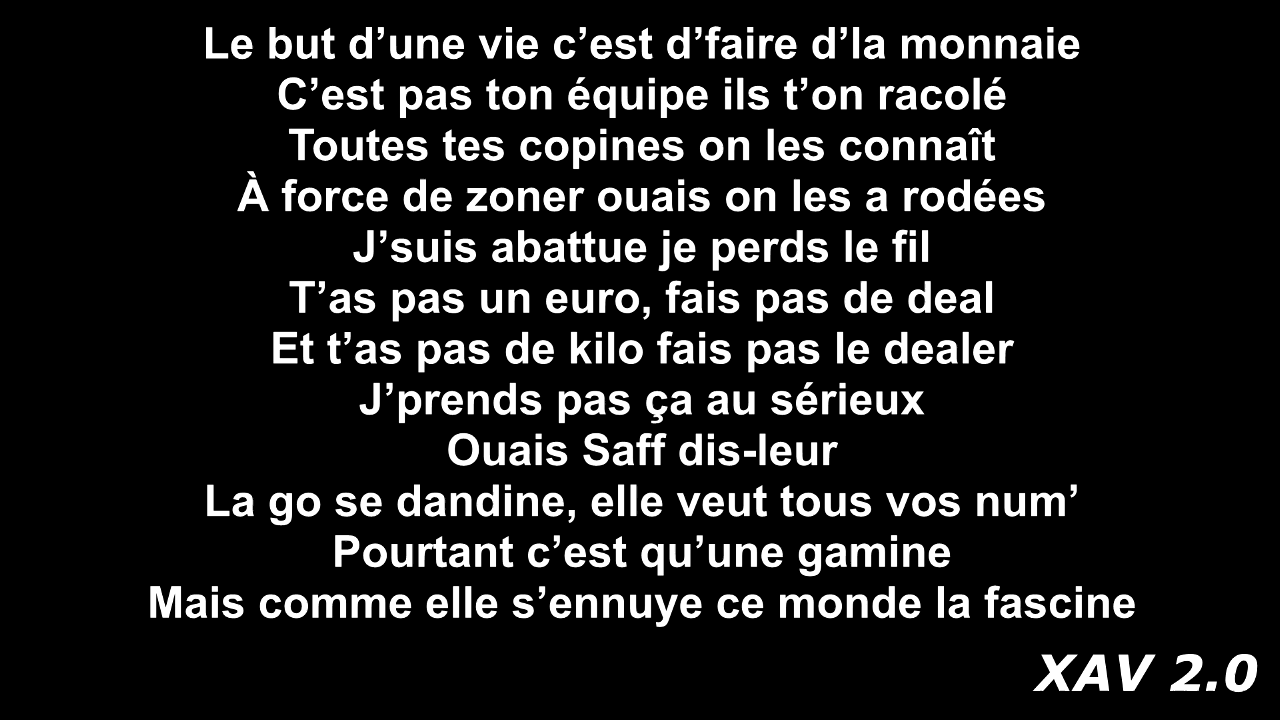 Le but d’une vie c’est d’faire d’la monnaie
C’est pas ton équipe ils t’on racolé
Toutes tes copines on les connaît
À force de zoner ouais on les a rodées
J’suis abattue je perds le fil
T’as pas un euro, fais pas de deal
Et t’as pas de kilo fais pas le dealer
J’prends pas ça au sérieux
Ouais Saff dis-leur
La go se dandine, elle veut tous vos num’
Pourtant c’est qu’une gamine
Mais comme elle s’ennuye ce monde la fascine
XAV 2.0